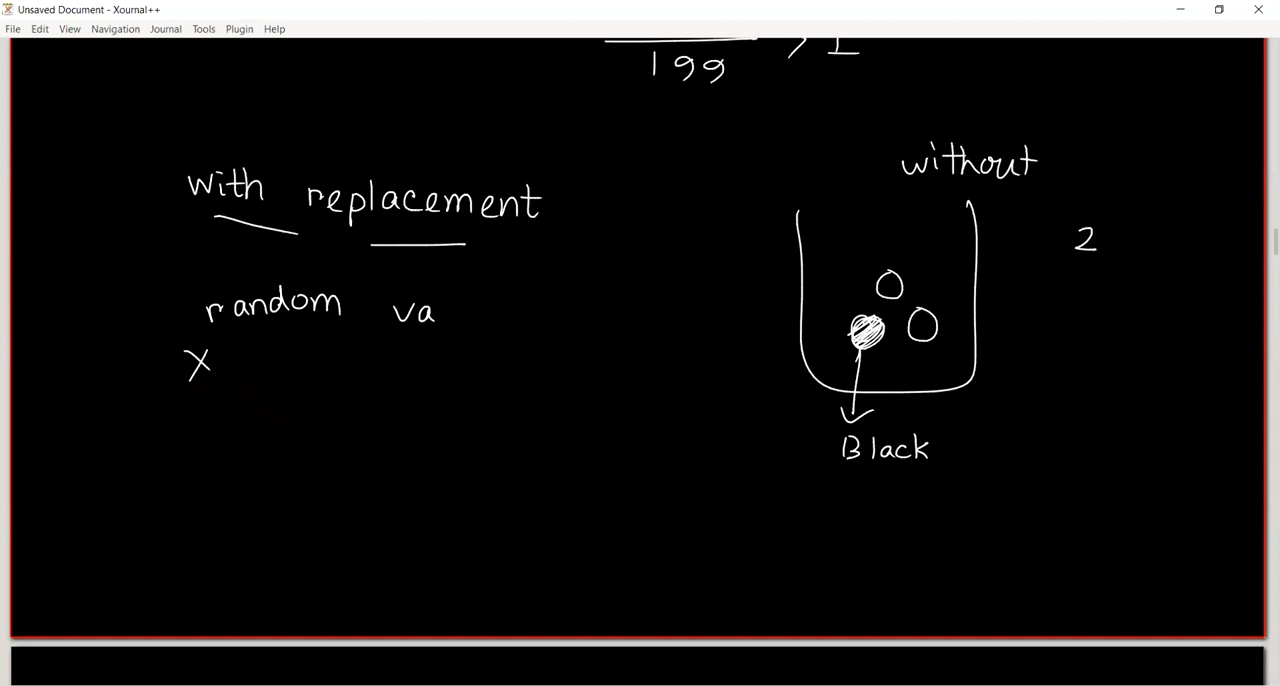 Unsaved Document - Xournal++
File Edit View Navigation Journal Tools Plugin Help
199 > 1
without
with replacement
2
random va
X
Black